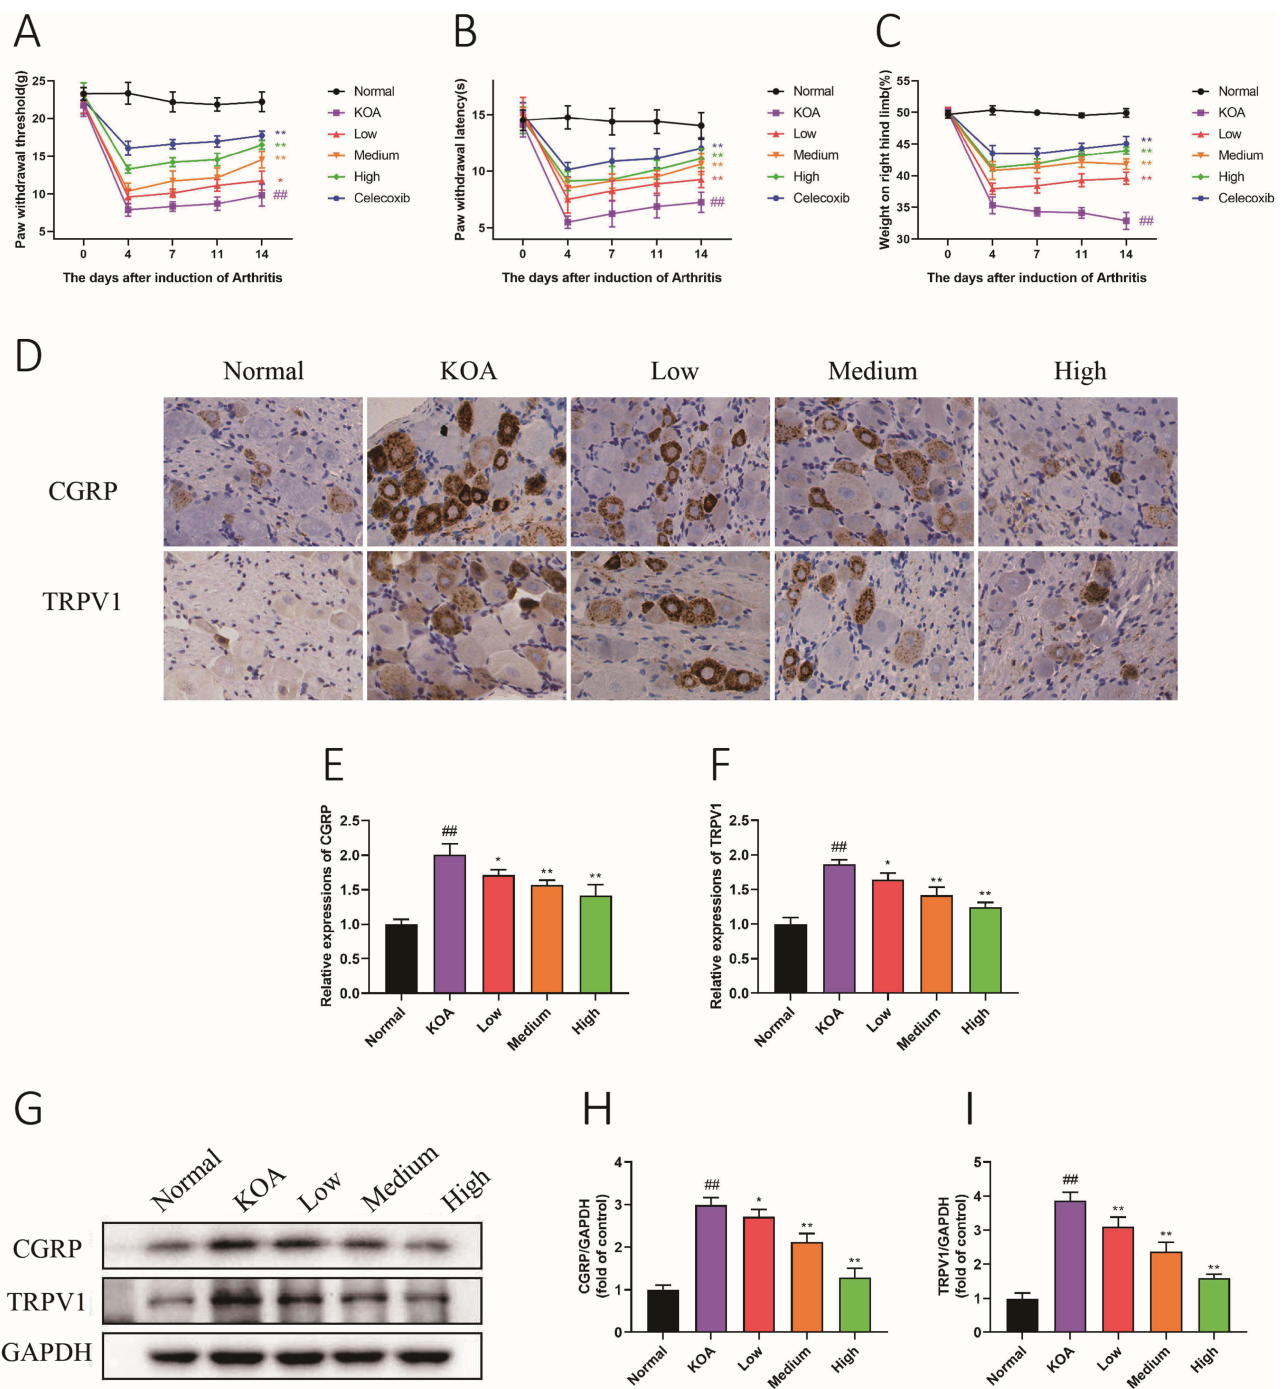 A
B
C
Paw withdrawal threshold(g)
25
20
15
10
5
0 4 7 11 14
The days after induction of Arthritis
**
**
**
*
##
Normal
KOA
Low
Medium
High
Celecoxib
Paw withdrawal latency(s)
15
10
5
0 4 7 11 14
The days after induction of Arthritis
**
**
**
**
##
Normal
KOA
Low
Medium
High
Celecoxib
Weight on right hind limb(%)
55
50
45
40
35
30
0 4 7 11 14
The days after induction of Arthritis
**
**
**
**
##
Normal
KOA
Low
Medium
High
Celecoxib
D
Normal KOA Low Medium High
CGRP
TRPV1
E
Relative expressions of CGRP
2.5
2.0
1.5
1.0
0.5
0.0
## * ** **
Normal KOA Low Medium High
F
Relative expressions of TRPV1
2.5
2.0
1.5
1.0
0.5
0.0
## * ** **
Normal KOA Low Medium High
G
Normal KOA Low Medium High
CGRP
TRPV1
GAPDH
H
CGRP/GAPDH
(fold of control)
4
3
2
1
0
## * ** **
Normal KOA Low Medium High
I
TRPV1/GAPDH
(fold of control)
5
4
3
2
1
0
## ** ** **
Normal KOA Low Medium High